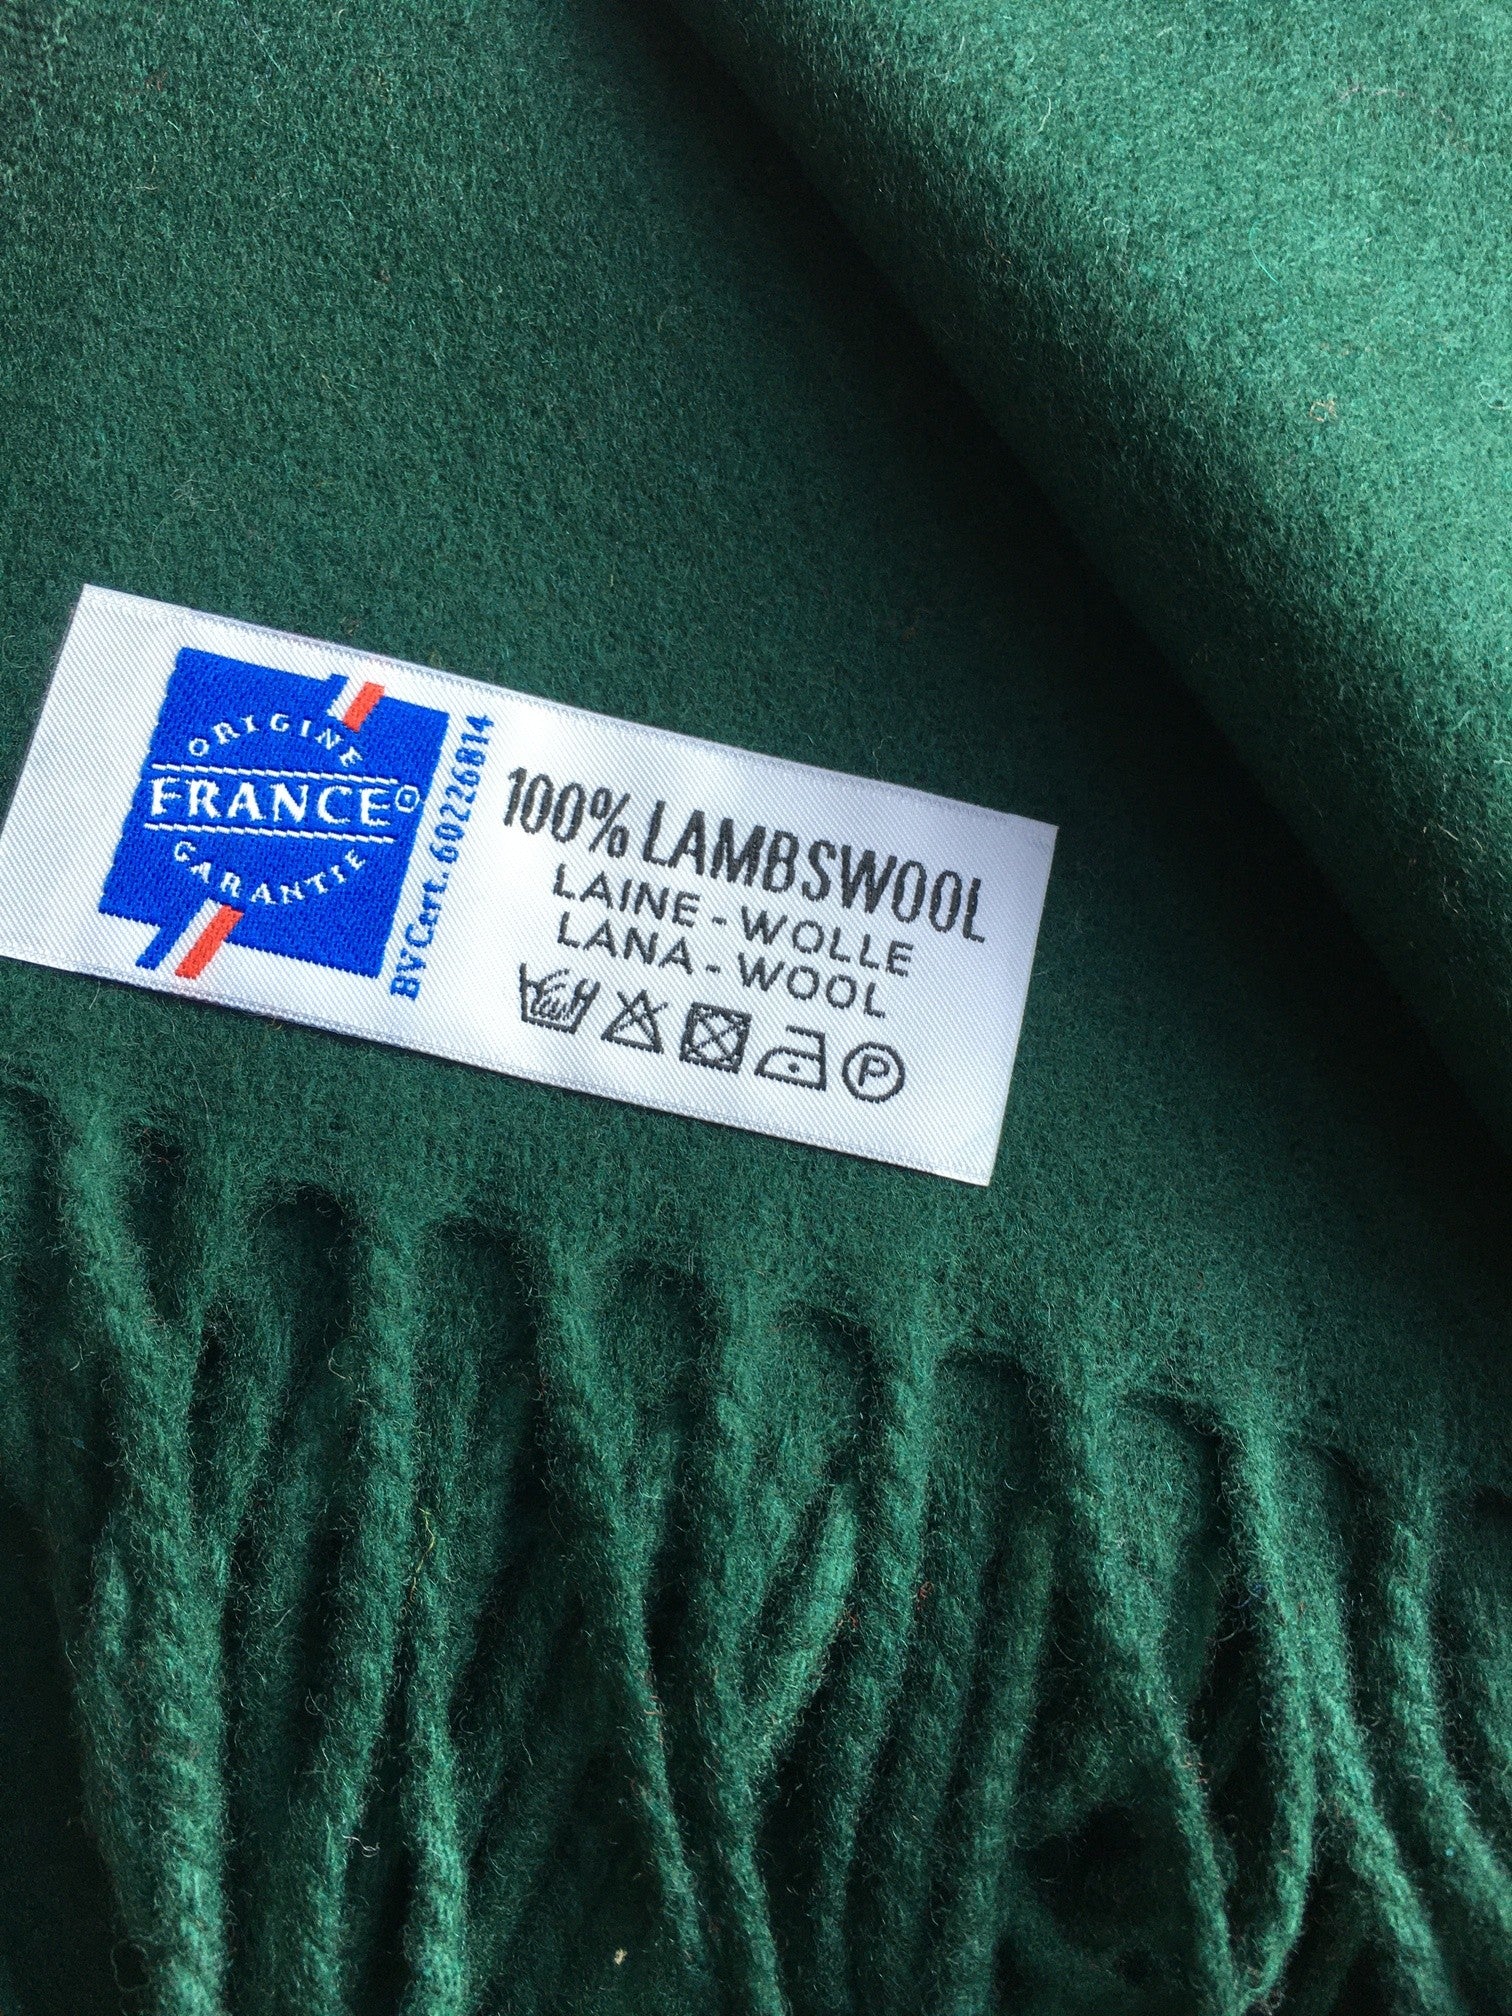 ORIGINE
FRANCE
GARANTIE
BVCert. 60226814
100% LAMBSWOOL
LAINE - WOLLE
LANA - WOOL
P